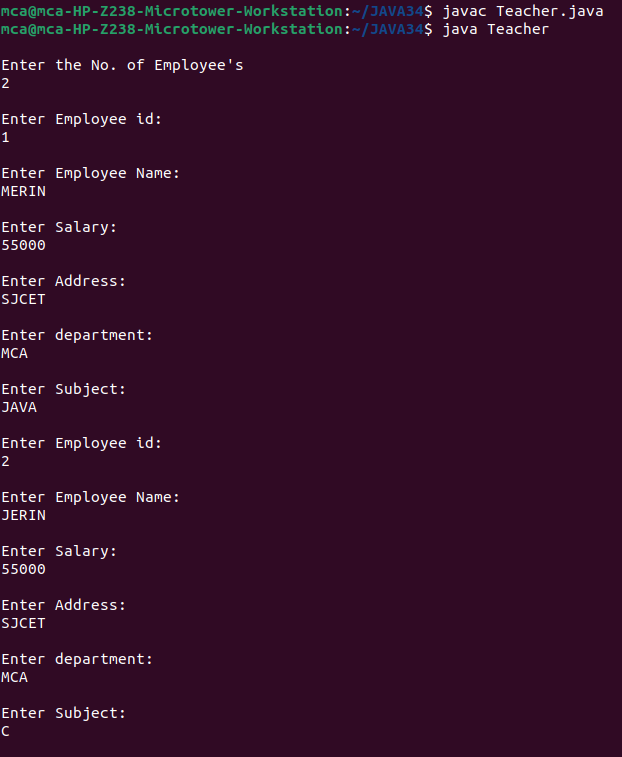 mca@mca-HP-Z238-Microtower-Workstation:~/JAVA34$ javac Teacher.java
mca@mca-HP-Z238-Microtower-Workstation:~/JAVA34$ java Teacher
Enter the No. of Employee's
2
Enter Employee id:
1
Enter Employee Name:
MERIN
Enter Salary:
55000
Enter Address:
SJCET
Enter department:
MCA
Enter Subject:
JAVA
Enter Employee id:
2
Enter Employee Name:
JERIN
Enter Salary:
55000
Enter Address:
SJCET
Enter department:
MCA
Enter Subject:
C